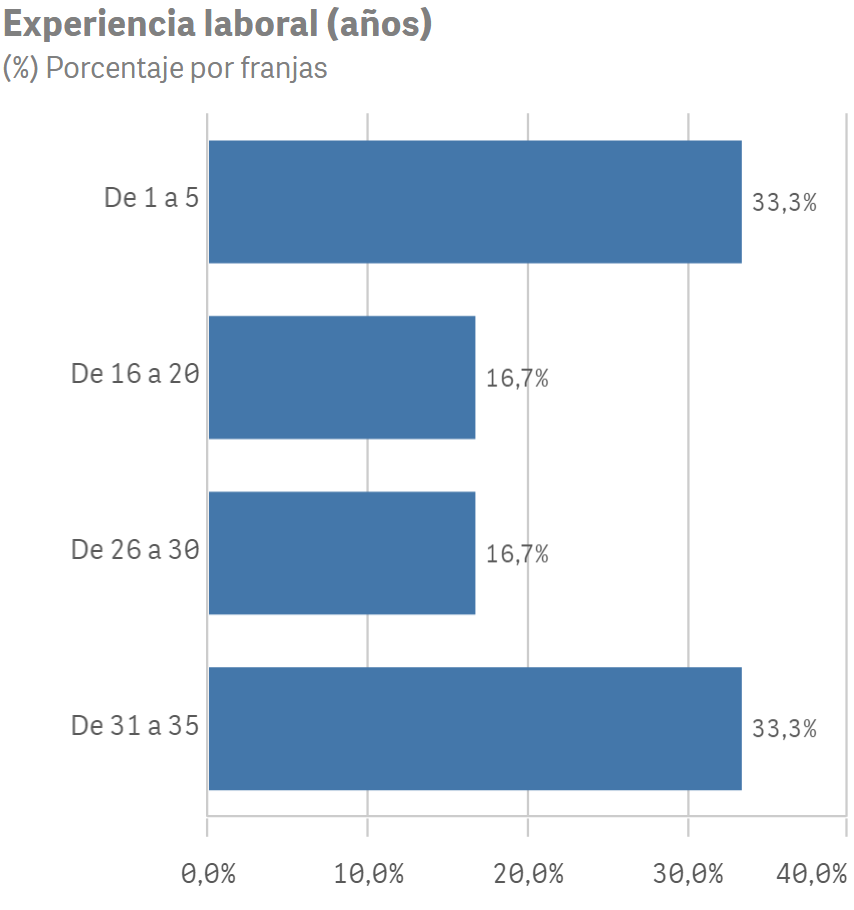 Experiencia laboral (años)
(%) Porcentaje por franjas
De 1 a 5
33,3%
De 16 a 20
16,7%
De 26 a 30
16,7%
De 31 a 35
33,3%
0,0% 10,0% 20,0% 30,0% 40,0%